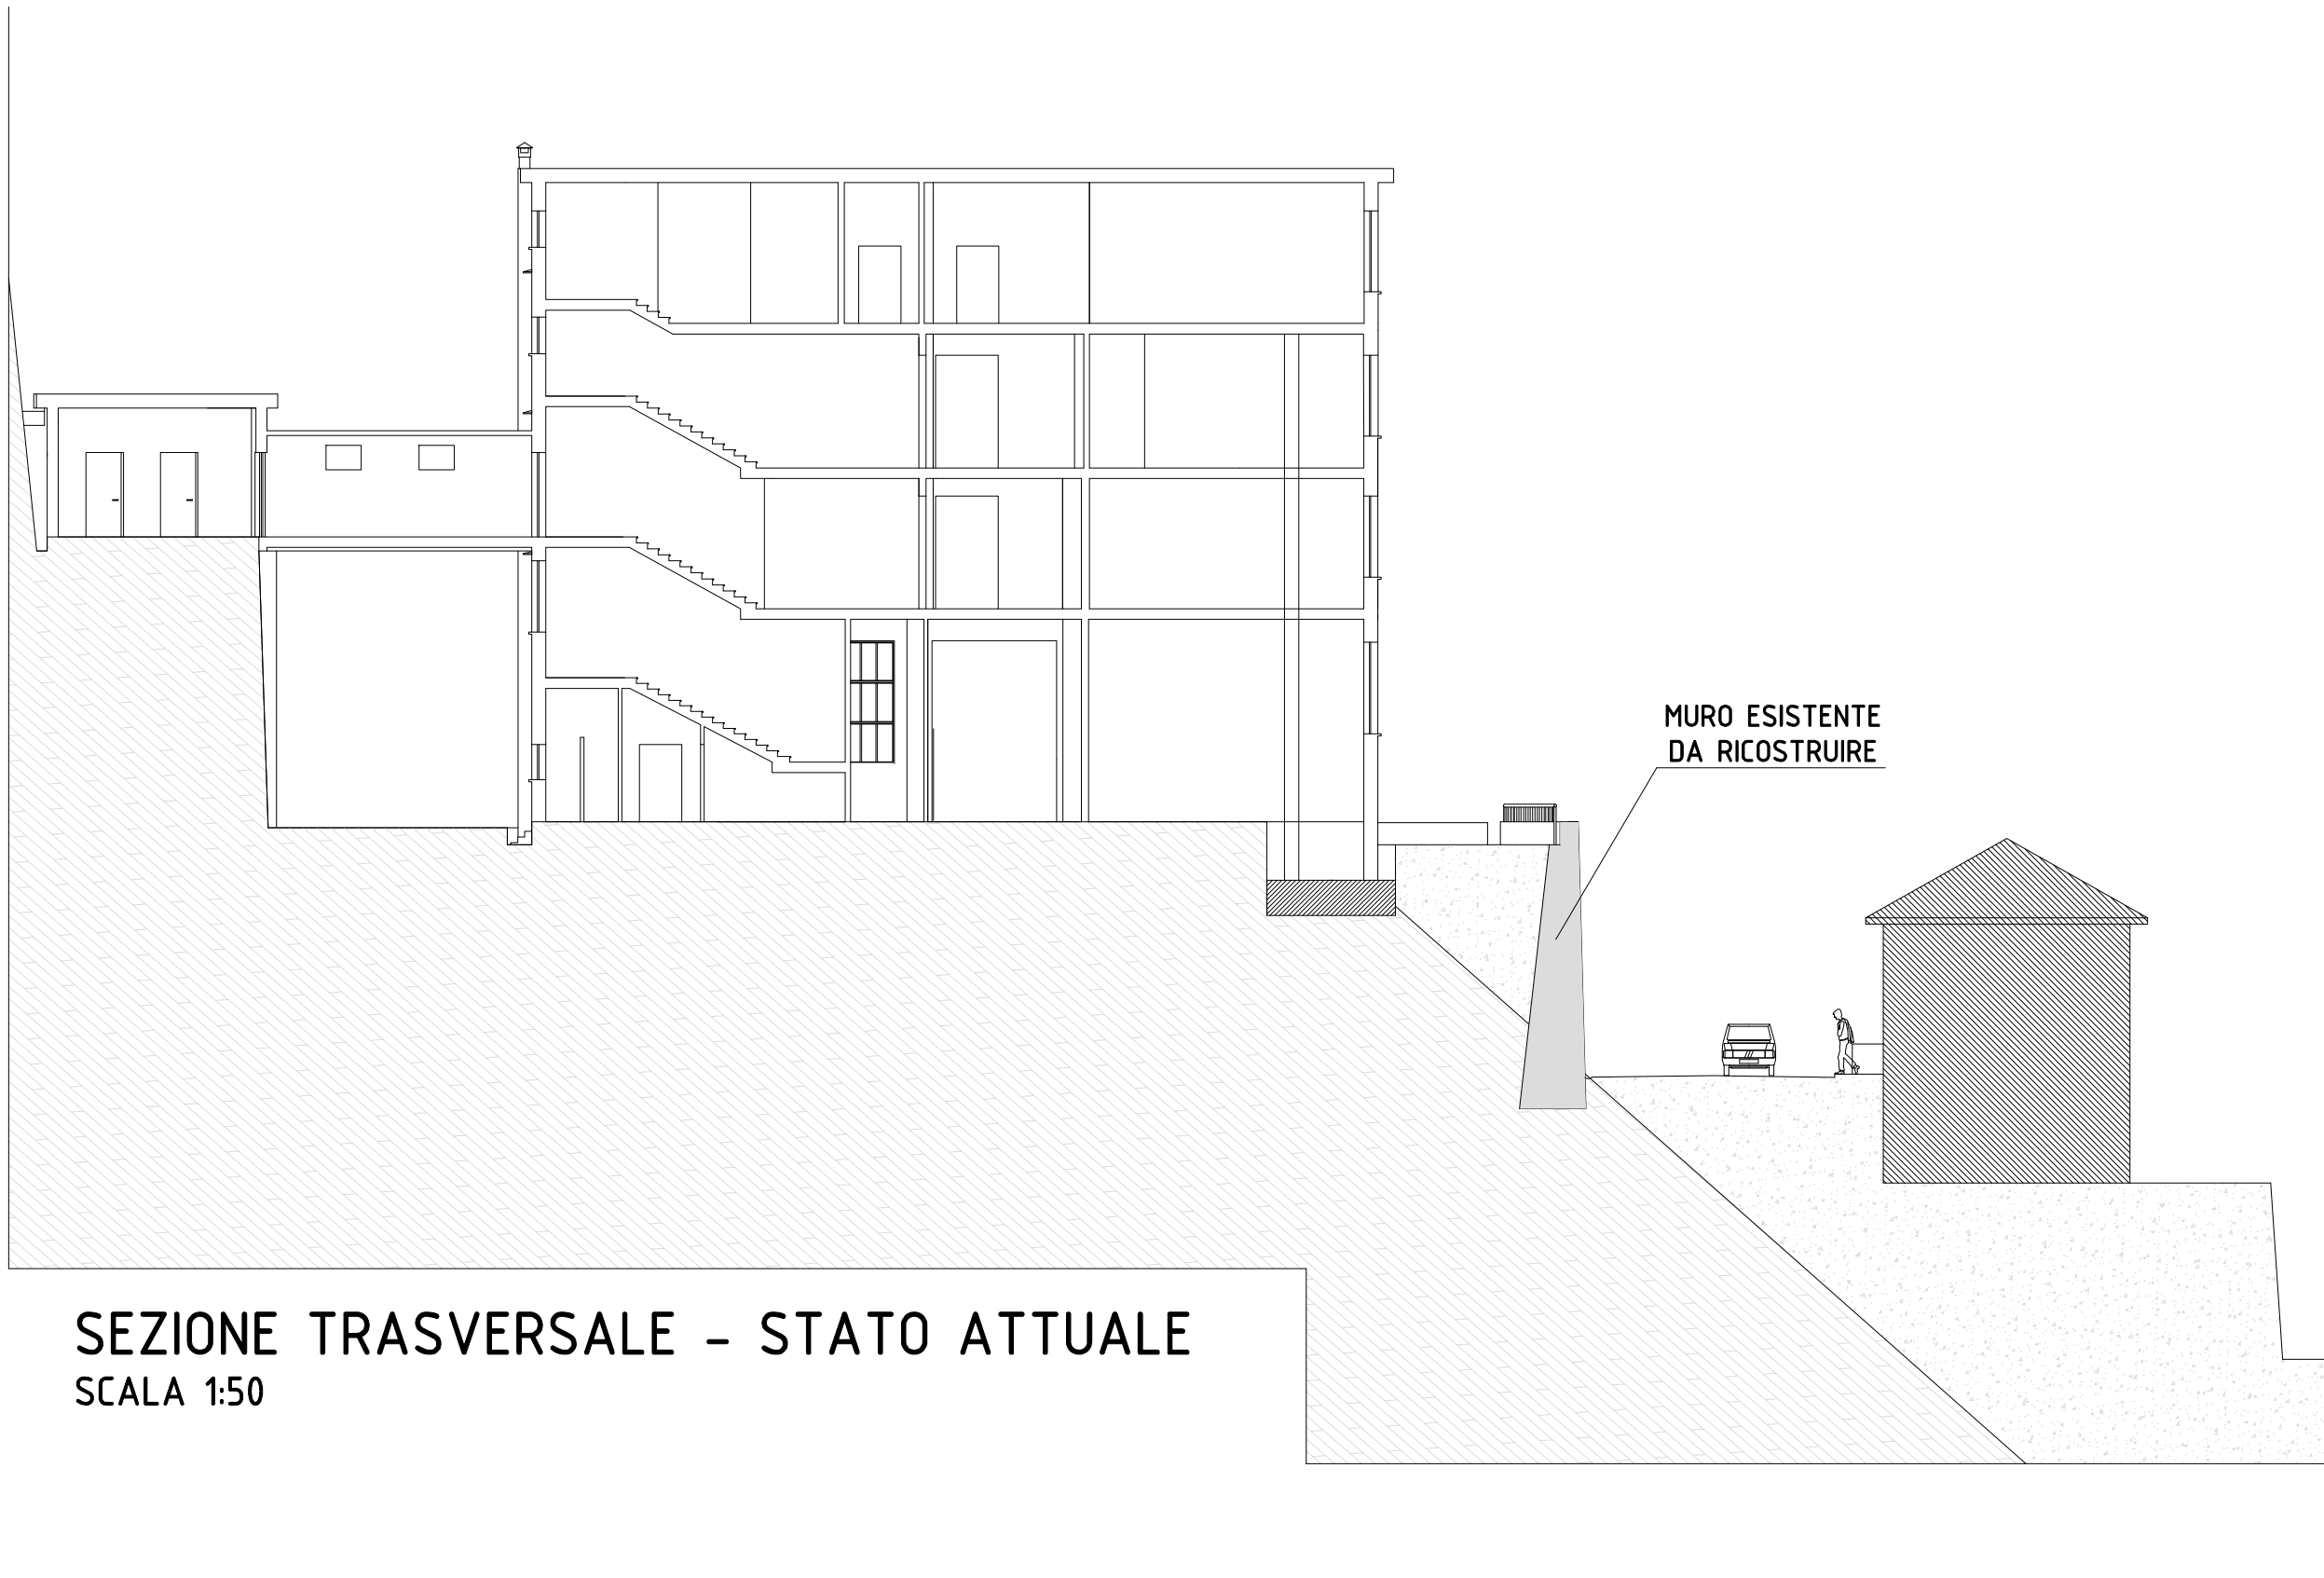 MURO ESISTENTE
DA RICOSTRUIRE
SEZIONE TRASVERSALE - STATO ATTUALE
SCALA 1:50